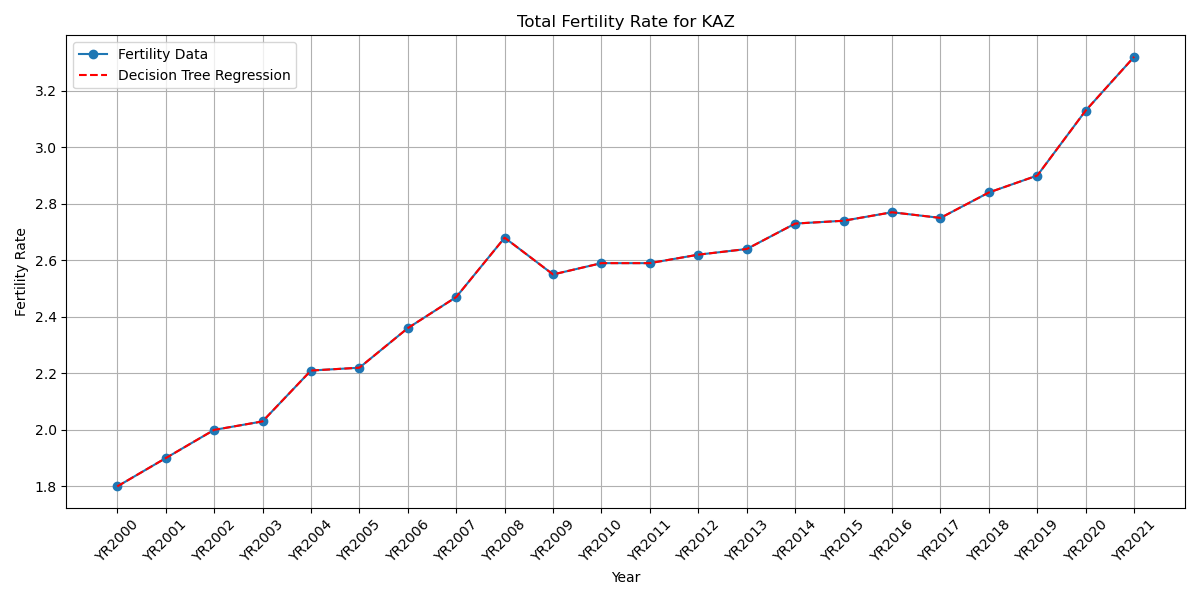 Total Fertility Rate for KAZ
Fertility Data
Decision Tree Regression
Fertility Rate
3.2
3.0
2.8
2.6
2.4
2.2
2.0
1.8
YR2000
YR2001
YR2002
YR2003
YR2004
YR2005
YR2006
YR2007
YR2008
YR2009
YR2010
YR2011
YR2012
YR2013
YR2014
YR2015
YR2016
YR2017
YR2018
YR2019
YR2020
YR2021
Year